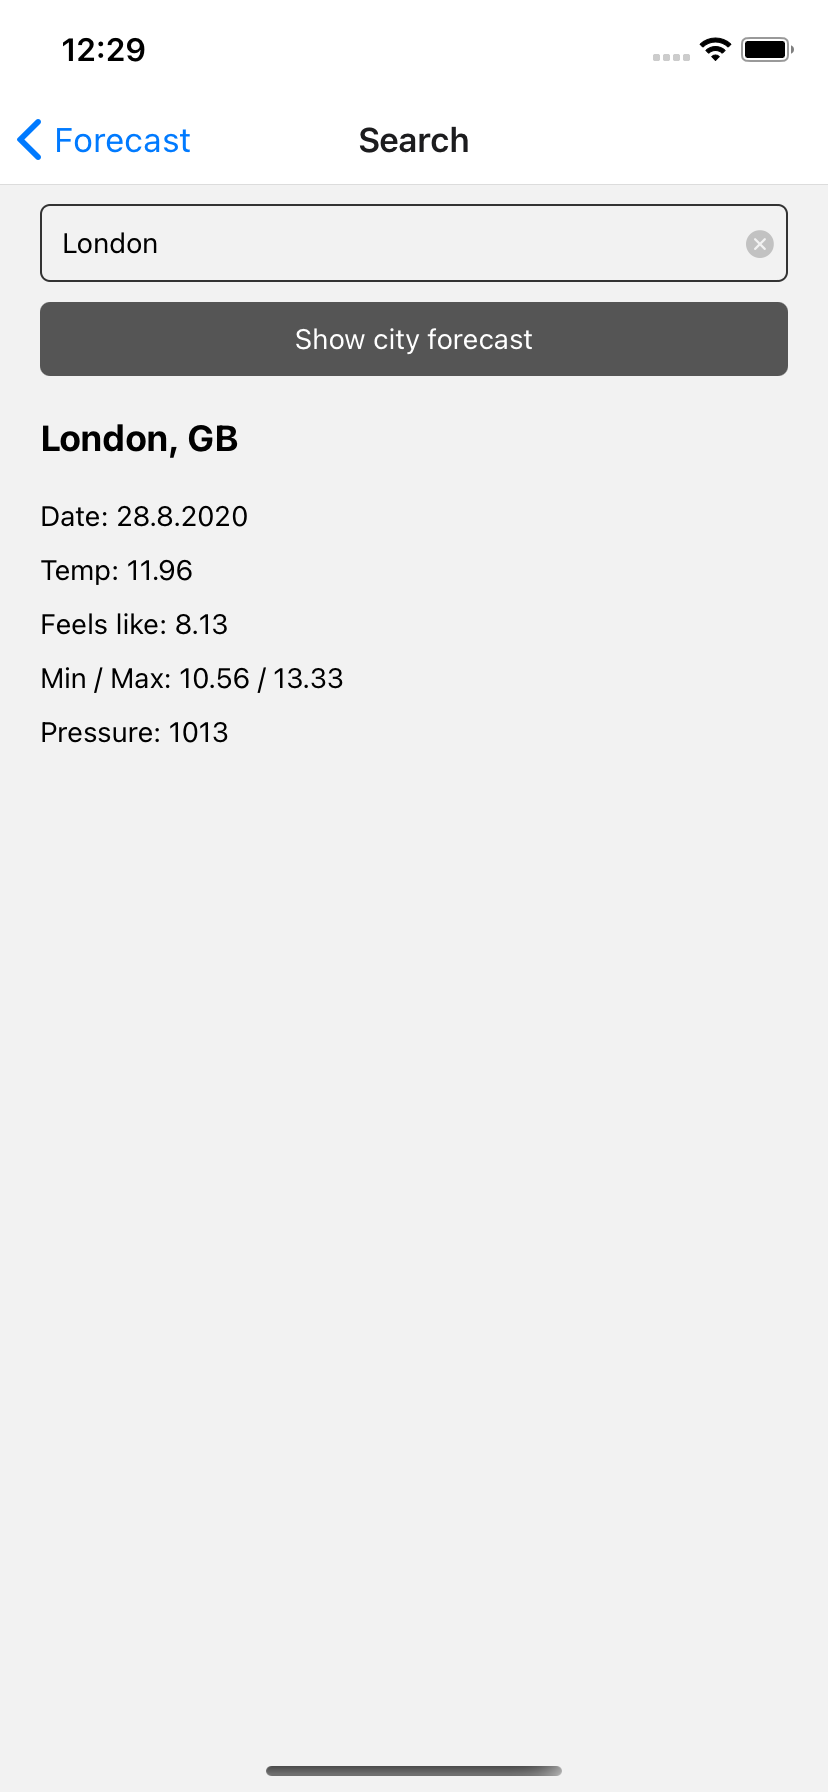 12:29
Forecast
Search
London
Show city forecast
London, GB
Date: 28.8.2020
Temp: 11.96
Feels like: 8.13
Min / Max: 10.56 / 13.33
Pressure: 1013